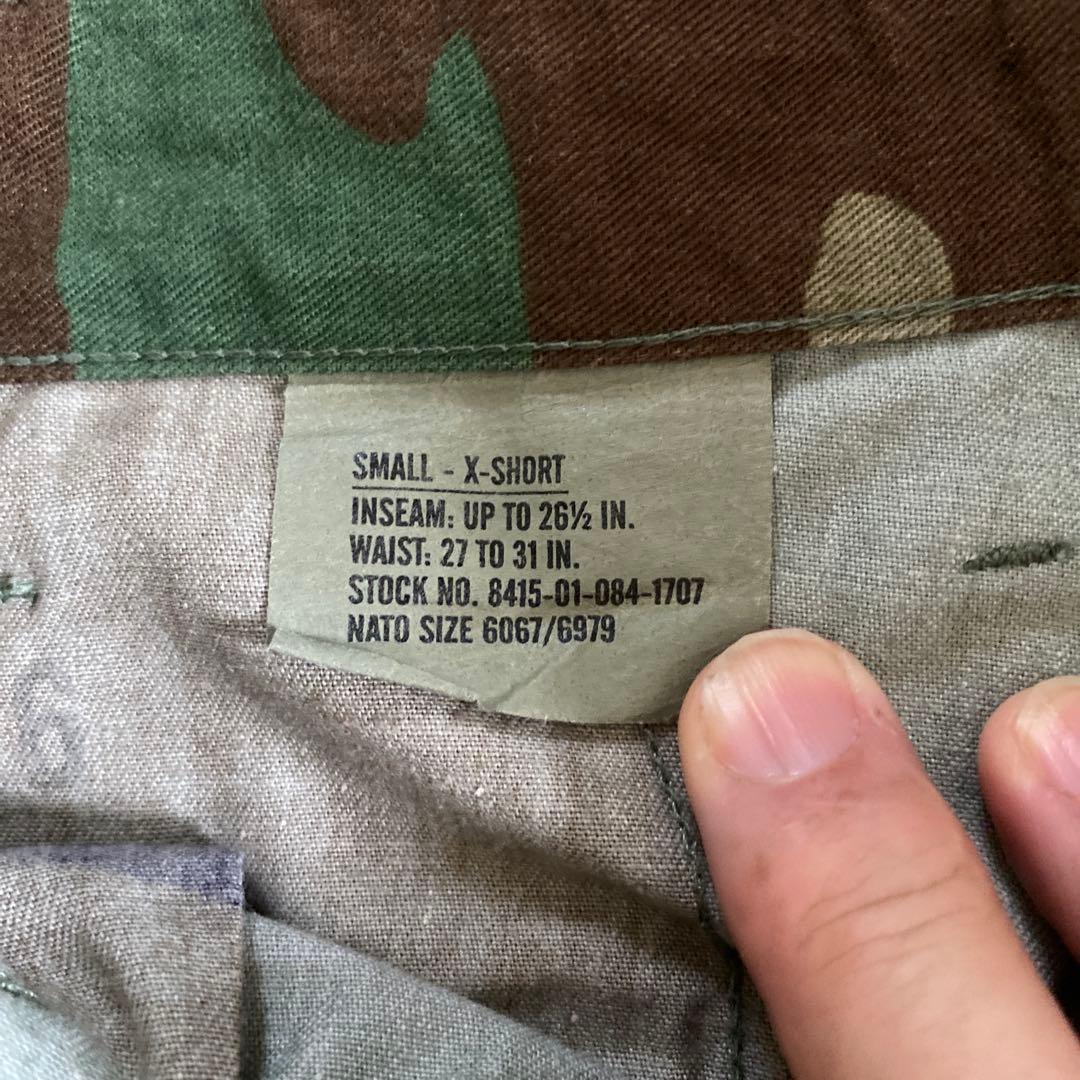 SMALL - X-SHORT
INSEAM: UP TO 26½ IN.
WAIST: 27 TO 31 IN.
STOCK NO. 8415-01-084-1707
NATO SIZE 6067/6979